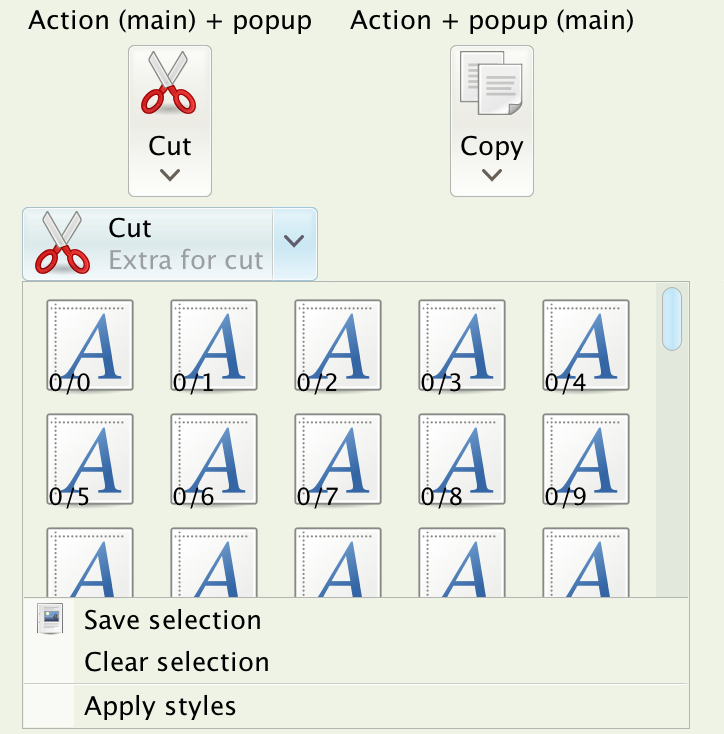 Action (main) + popup Action + popup (main)
Cut Copy
Cut
Extra for cut
0/0 0/1 0/2 0/3 0/4
0/5 0/6 0/7 0/8 0/9
Save selection
Clear selection
Apply styles